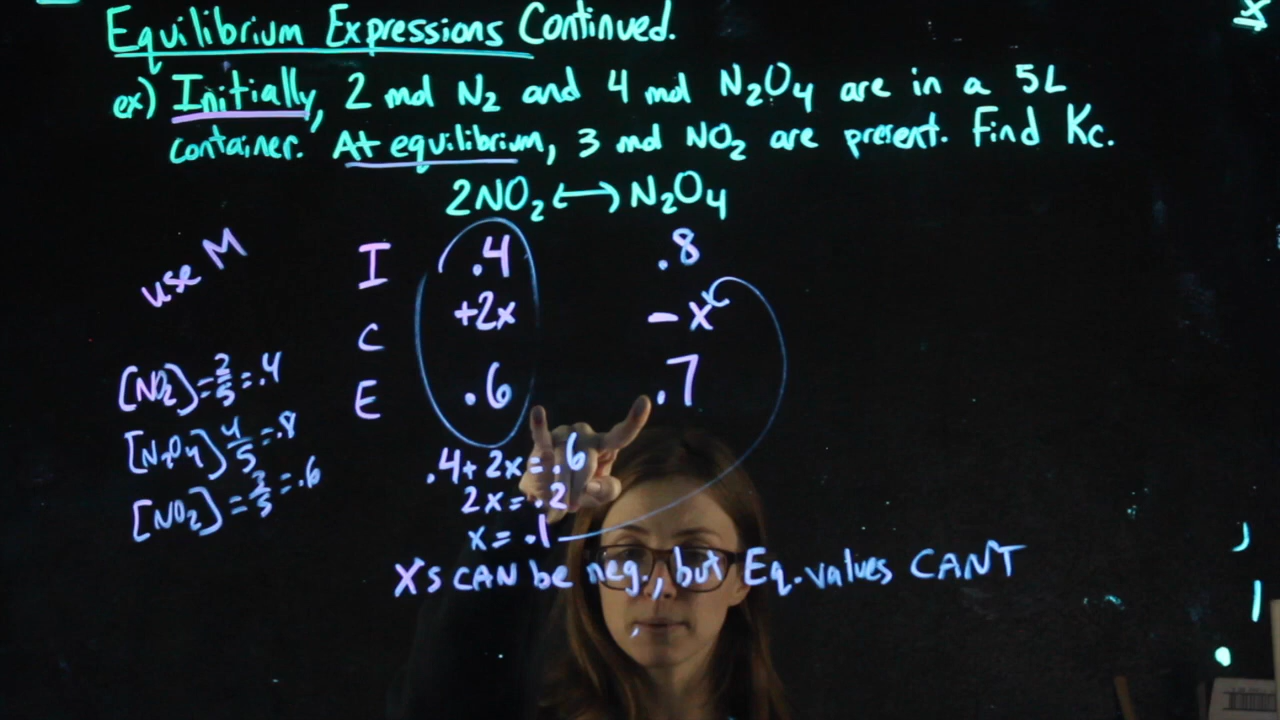 Equilibrium Expressions Continued.
ex) Initially, 2 mol N₂ and 4 mol N₂O₄ are in a 5L
container. At equilibrium, 3 mol NO₂ are present. Find Kc.
2NO₂ ↔ N₂O₄
use M
I .4 .8
C +2x - x
E .6 .7
[NO₂] = 2/5 = .4
[N₂O₄] 4/5 = .8
[NO₂] = 3/5 = .6
.4 + 2x = .6
2x = .2
x = .1
Xs CAN be neg., but Eq. values CANT